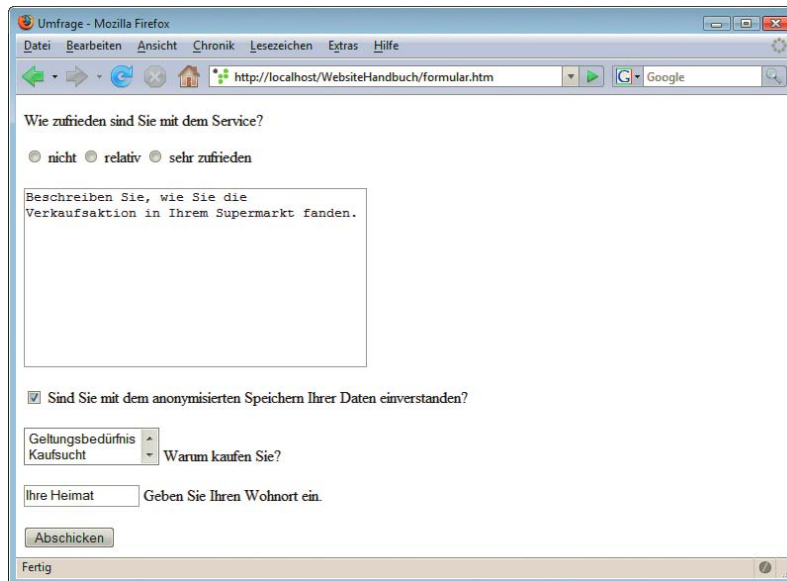 Umfrage - Mozilla Firefox
Datei Bearbeiten Ansicht Chronik Lesezeichen Extras Hilfe
http://localhost/WebsiteHandbuch/formular.htm G Google
Wie zufrieden sind Sie mit dem Service?
nicht relativ sehr zufrieden
Beschreiben Sie, wie Sie die
Verkaufsaktion in Ihrem Supermarkt fanden.
Sind Sie mit dem anonymisierten Speichern Ihrer Daten einverstanden?
Geltungsbedürfnis
Kaufsucht Warum kaufen Sie?
Ihre Heimat Geben Sie Ihren Wohnort ein.
Abschicken
Fertig